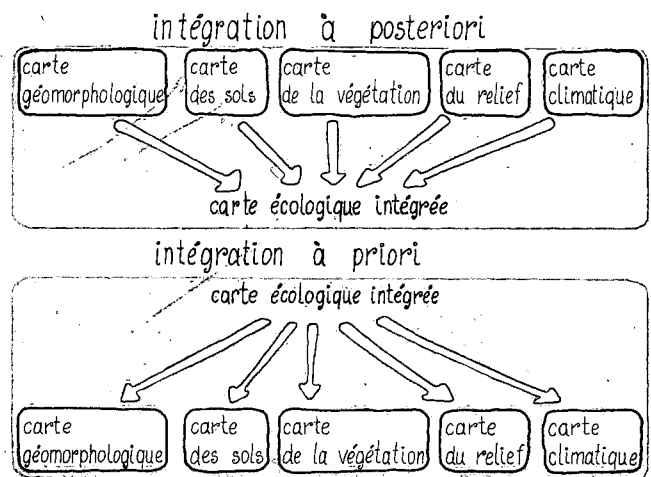 intégration à posteriori
carte géomorphologique
carte des sols
carte de la végétation
carte du relief
carte climatique
carte écologique intégrée
intégration à priori
carte écologique intégrée
carte géomorphologique
carte des sols
carte de la végétation
carte du relief
carte climatique